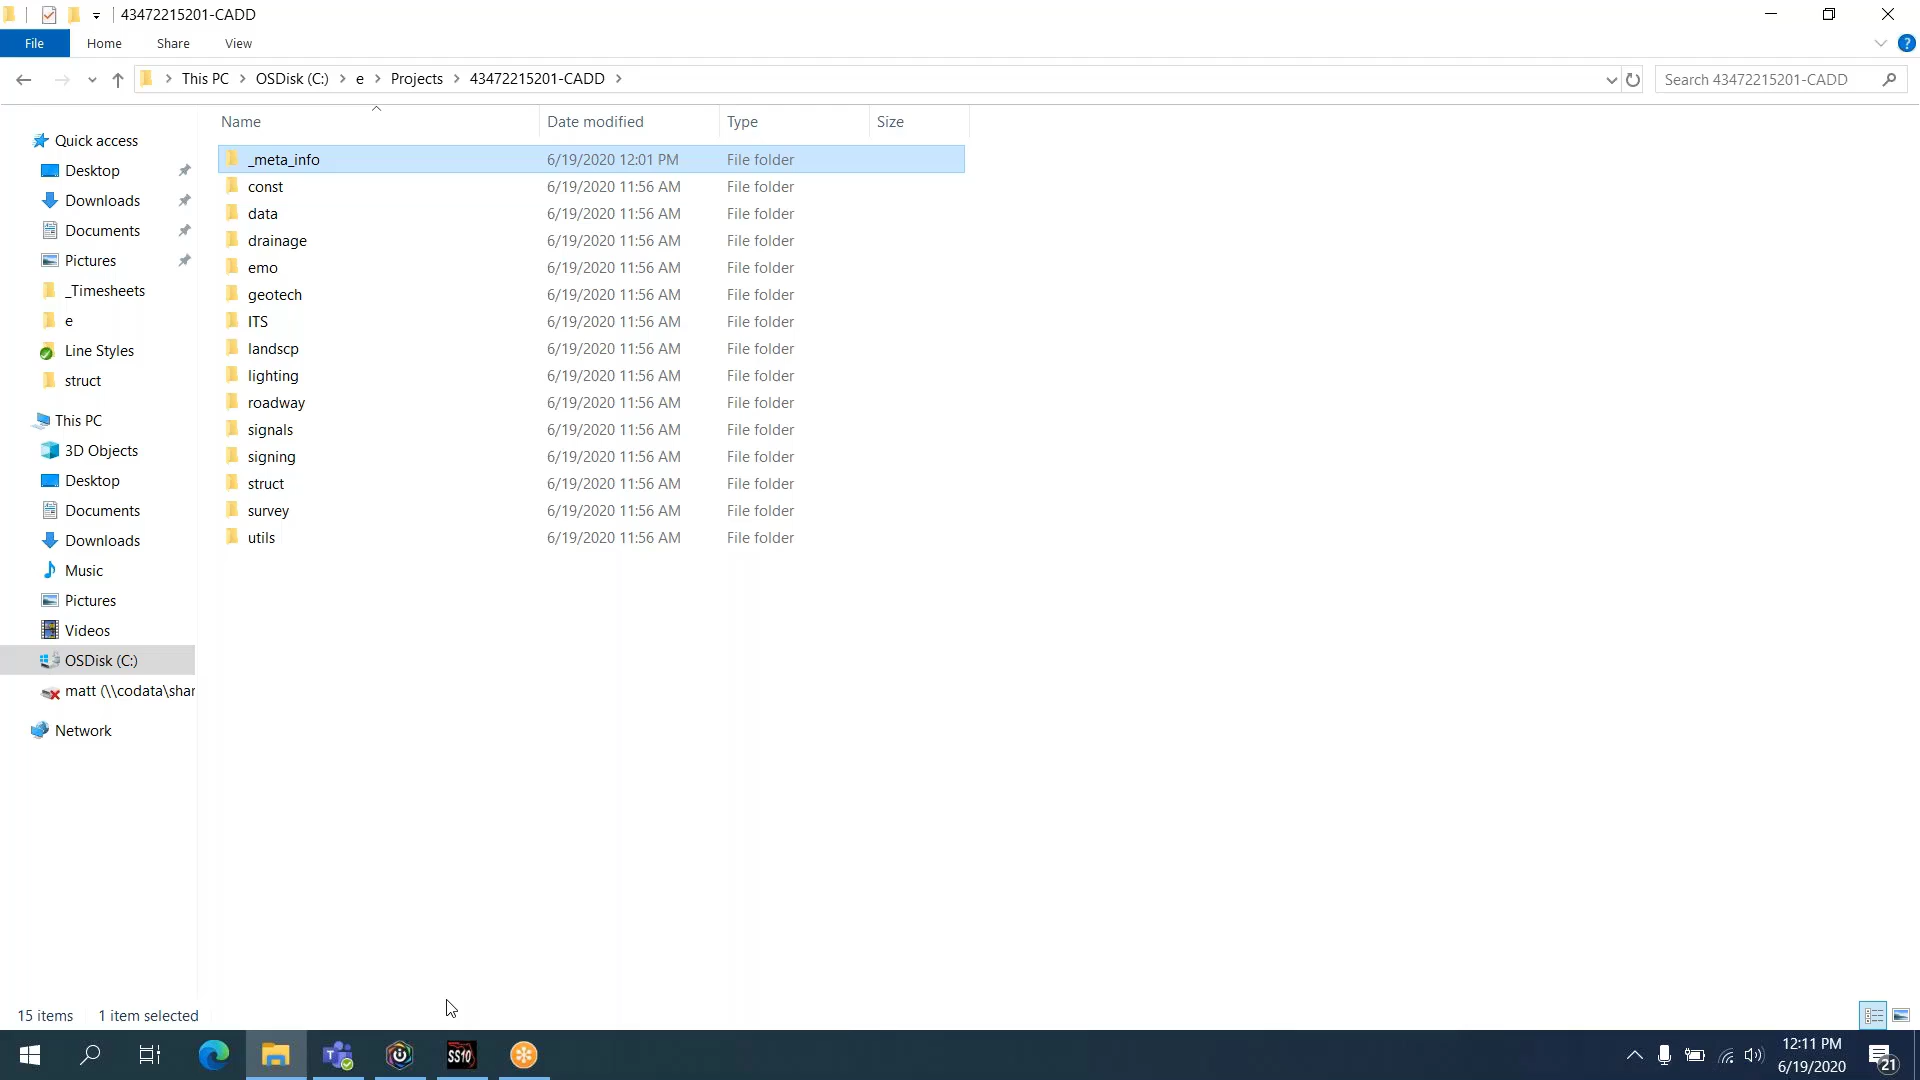 43472215201-CADD
File Home Share View
This PC OSDisk (C:) e Projects 43472215201-CADD
Search 43472215201-CADD
Name Date modified Type Size
_meta_info 6/19/2020 12:01 PM File folder
const 6/19/2020 11:56 AM File folder
data 6/19/2020 11:56 AM File folder
drainage 6/19/2020 11:56 AM File folder
emo 6/19/2020 11:56 AM File folder
geotech 6/19/2020 11:56 AM File folder
ITS 6/19/2020 11:56 AM File folder
landscp 6/19/2020 11:56 AM File folder
lighting 6/19/2020 11:56 AM File folder
roadway 6/19/2020 11:56 AM File folder
signals 6/19/2020 11:56 AM File folder
signing 6/19/2020 11:56 AM File folder
struct 6/19/2020 11:56 AM File folder
survey 6/19/2020 11:56 AM File folder
utils 6/19/2020 11:56 AM File folder
Quick access
Desktop
Downloads
Documents
Pictures
_Timesheets
e
Line Styles
struct
This PC
3D Objects
Desktop
Documents
Downloads
Music
Pictures
Videos
OSDisk (C:)
matt (\\codata\shar
Network
15 items 1 item selected
SS10
12:11 PM
6/19/2020
21